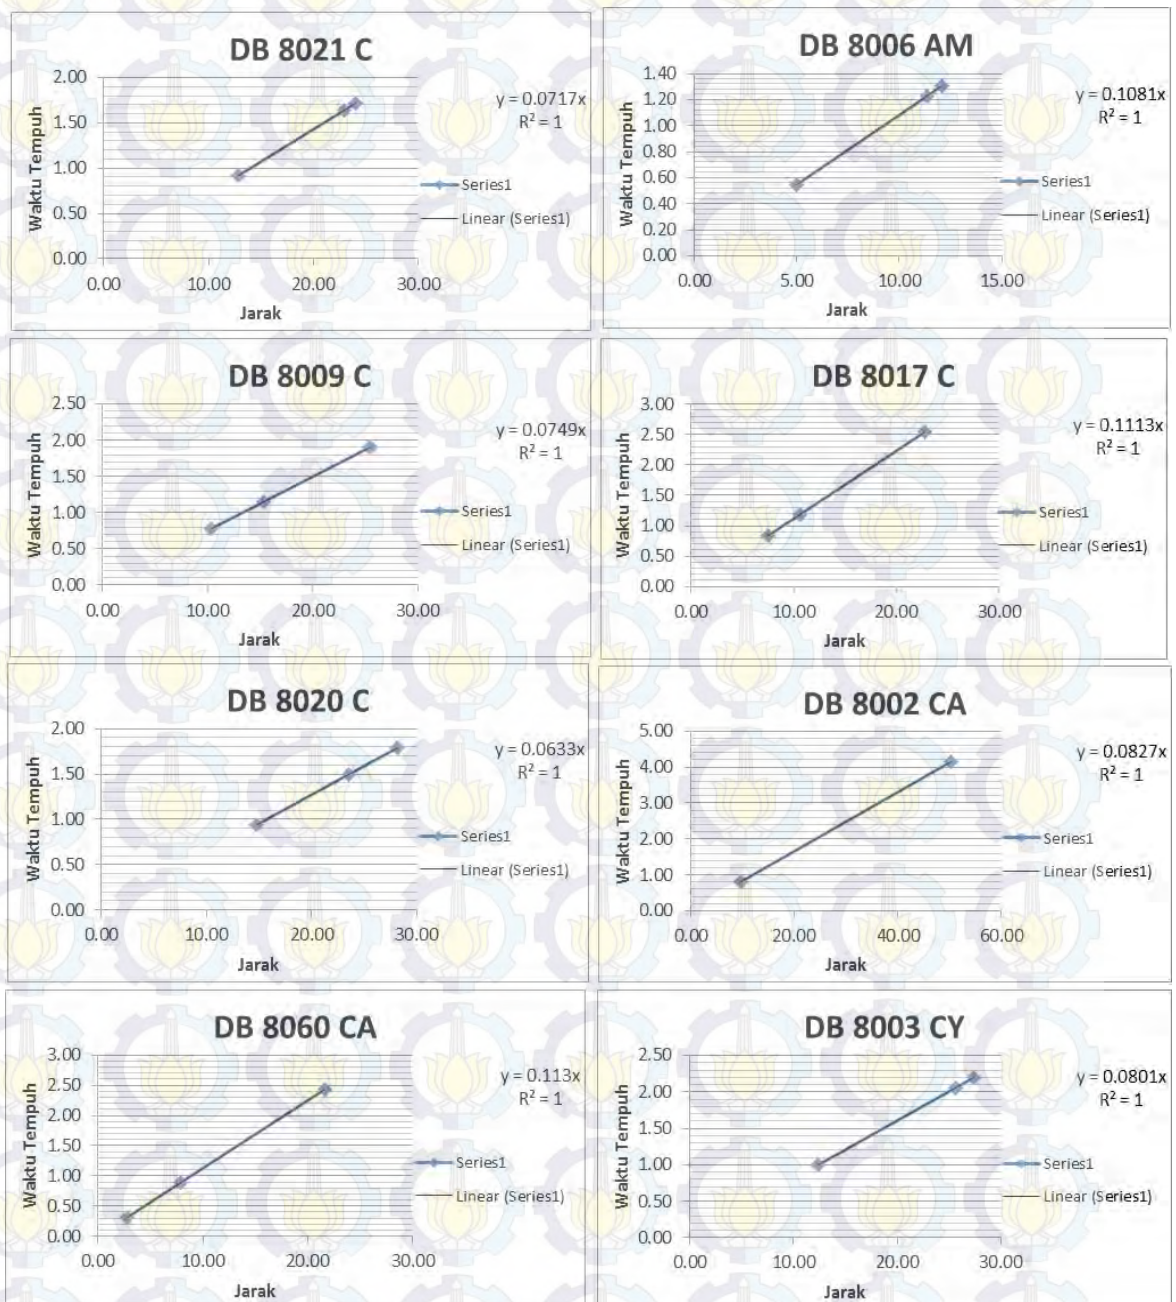 DB 8021 C
2.00
1.50
1.00
0.50
0.00
Waktu Tempuh
0.00 10.00 20.00 30.00
Jarak
y = 0.0717x
R² = 1
Series1
Linear (Series1)
DB 8006 AM
1.40
1.20
1.00
0.80
0.60
0.40
0.20
0.00
Waktu Tempuh
0.00 5.00 10.00 15.00
Jarak
y = 0.1081x
R² = 1
Series1
Linear (Series1)
DB 8009 C
2.50
2.00
1.50
1.00
0.50
0.00
Waktu Tempuh
0.00 10.00 20.00 30.00
Jarak
y = 0.0749x
R² = 1
Series1
Linear (Series1)
DB 8017 C
3.00
2.50
2.00
1.50
1.00
0.50
0.00
Waktu Tempuh
0.00 10.00 20.00 30.00
Jarak
y = 0.1113x
R² = 1
Series1
Linear (Series1)
DB 8020 C
2.00
1.50
1.00
0.50
0.00
Waktu Tempuh
0.00 10.00 20.00 30.00
Jarak
y = 0.0633x
R² = 1
Series1
Linear (Series1)
DB 8002 CA
5.00
4.00
3.00
2.00
1.00
0.00
Waktu Tempuh
0.00 20.00 40.00 60.00
Jarak
y = 0.0827x
R² = 1
Series1
Linear (Series1)
DB 8060 CA
3.00
2.50
2.00
1.50
1.00
0.50
0.00
Waktu Tempuh
0.00 10.00 20.00 30.00
Jarak
y = 0.113x
R² = 1
Series1
Linear (Series1)
DB 8003 CY
2.50
2.00
1.50
1.00
0.50
0.00
Waktu Tempuh
0.00 10.00 20.00 30.00
Jarak
y = 0.0801x
R² = 1
Series1
Linear (Series1)